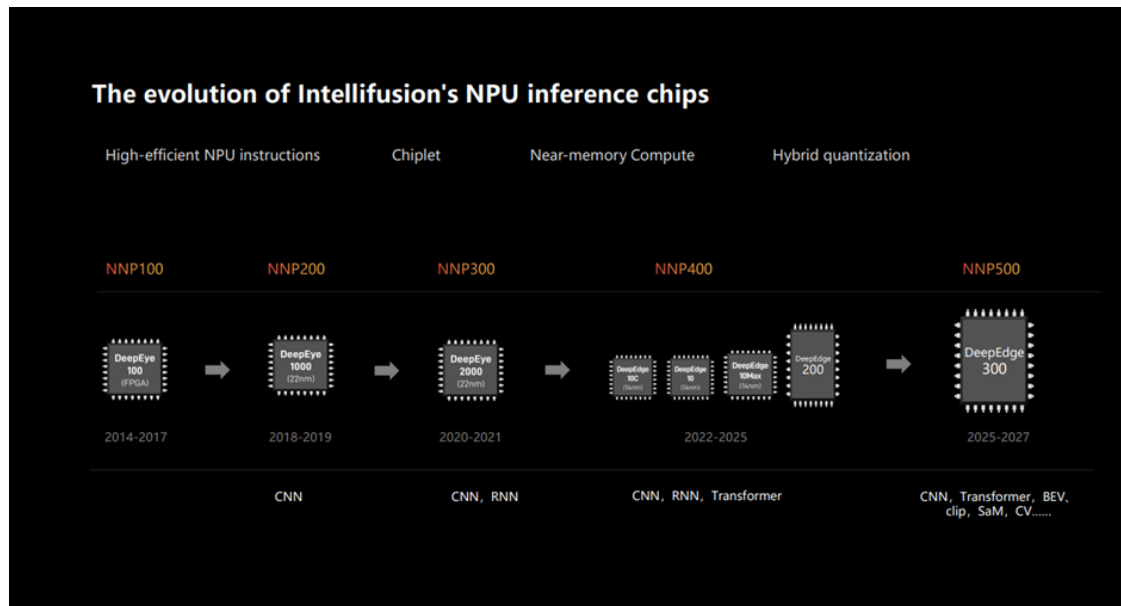 The evolution of Intellifusion's NPU inference chips
High-efficient NPU instructions Chiplet Near-memory Compute Hybrid quantization
NNP100 NNP200 NNP300 NNP400 NNP500
DeepEye
100
(FPGA)
DeepEye
1000
(22nm)
DeepEye
2000
(22nm)
DeepEdge
10C
(14nm)
DeepEdge
10
(14nm)
DeepEdge
10Max
(14nm)
DeepEdge
200
DeepEdge
300
2014-2017 2018-2019 2020-2021 2022-2025 2025-2027
CNN
CNN，RNN
CNN，RNN，Transformer
CNN，Transformer，BEV、
clip，SaM，CV……